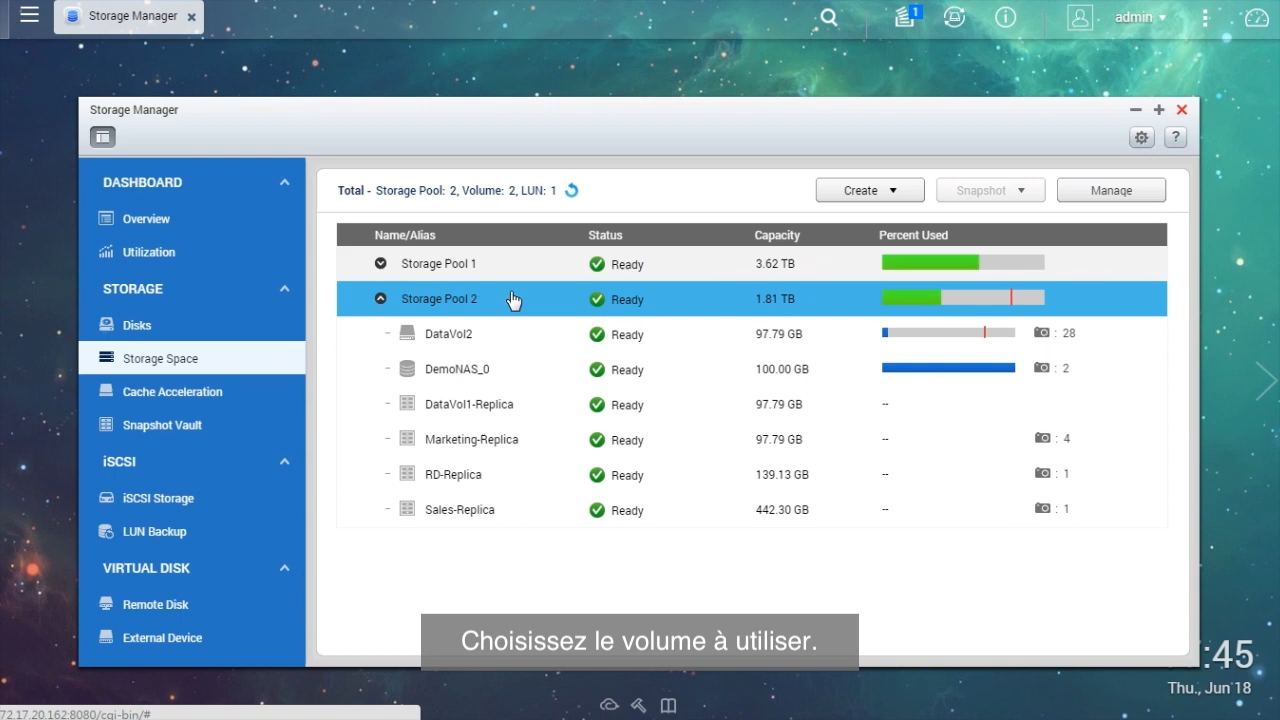 Storage Manager
1
admin
Storage Manager
?
DASHBOARD
Overview
Utilization
STORAGE
Disks
Storage Space
Cache Acceleration
Snapshot Vault
iSCSI
iSCSI Storage
LUN Backup
VIRTUAL DISK
Remote Disk
External Device
Total - Storage Pool: 2, Volume: 2, LUN: 1
Create
Snapshot
Manage
Name/Alias Status Capacity Percent Used
Storage Pool 1 Ready 3.62 TB
Storage Pool 2 Ready 1.81 TB
DataVol2 Ready 97.79 GB : 28
DemoNAS_0 Ready 100.00 GB : 2
DataVol1-Replica Ready 97.79 GB --
Marketing-Replica Ready 97.79 GB -- : 4
RD-Replica Ready 139.13 GB -- : 1
Sales-Replica Ready 442.30 GB -- : 1
Choisissez le volume à utiliser.
:45
Thu., Jun 18
72.17.20.162:8080/cgi-bin/#